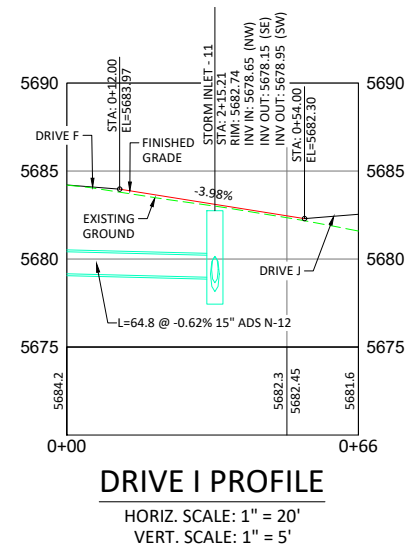 5690
5690
STA: 0+12.00
EL=5683.97
STORM INLET - 11
STA: 2+15.21
RIM: 5682.74
INV IN: 5678.65 (NW)
INV OUT: 5678.15 (SE)
INV OUT: 5678.95 (SW)
STA: 0+54.00
EL=5682.30
DRIVE F
FINISHED
GRADE
5685
5685
-3.98%
EXISTING
GROUND
5680
5680
DRIVE J
L=64.8 @ -0.62% 15" ADS N-12
5675
5675
5684.2
5682.3
5682.45
5681.6
0+00
0+66
DRIVE I PROFILE
HORIZ. SCALE: 1" = 20'
VERT. SCALE: 1" = 5'